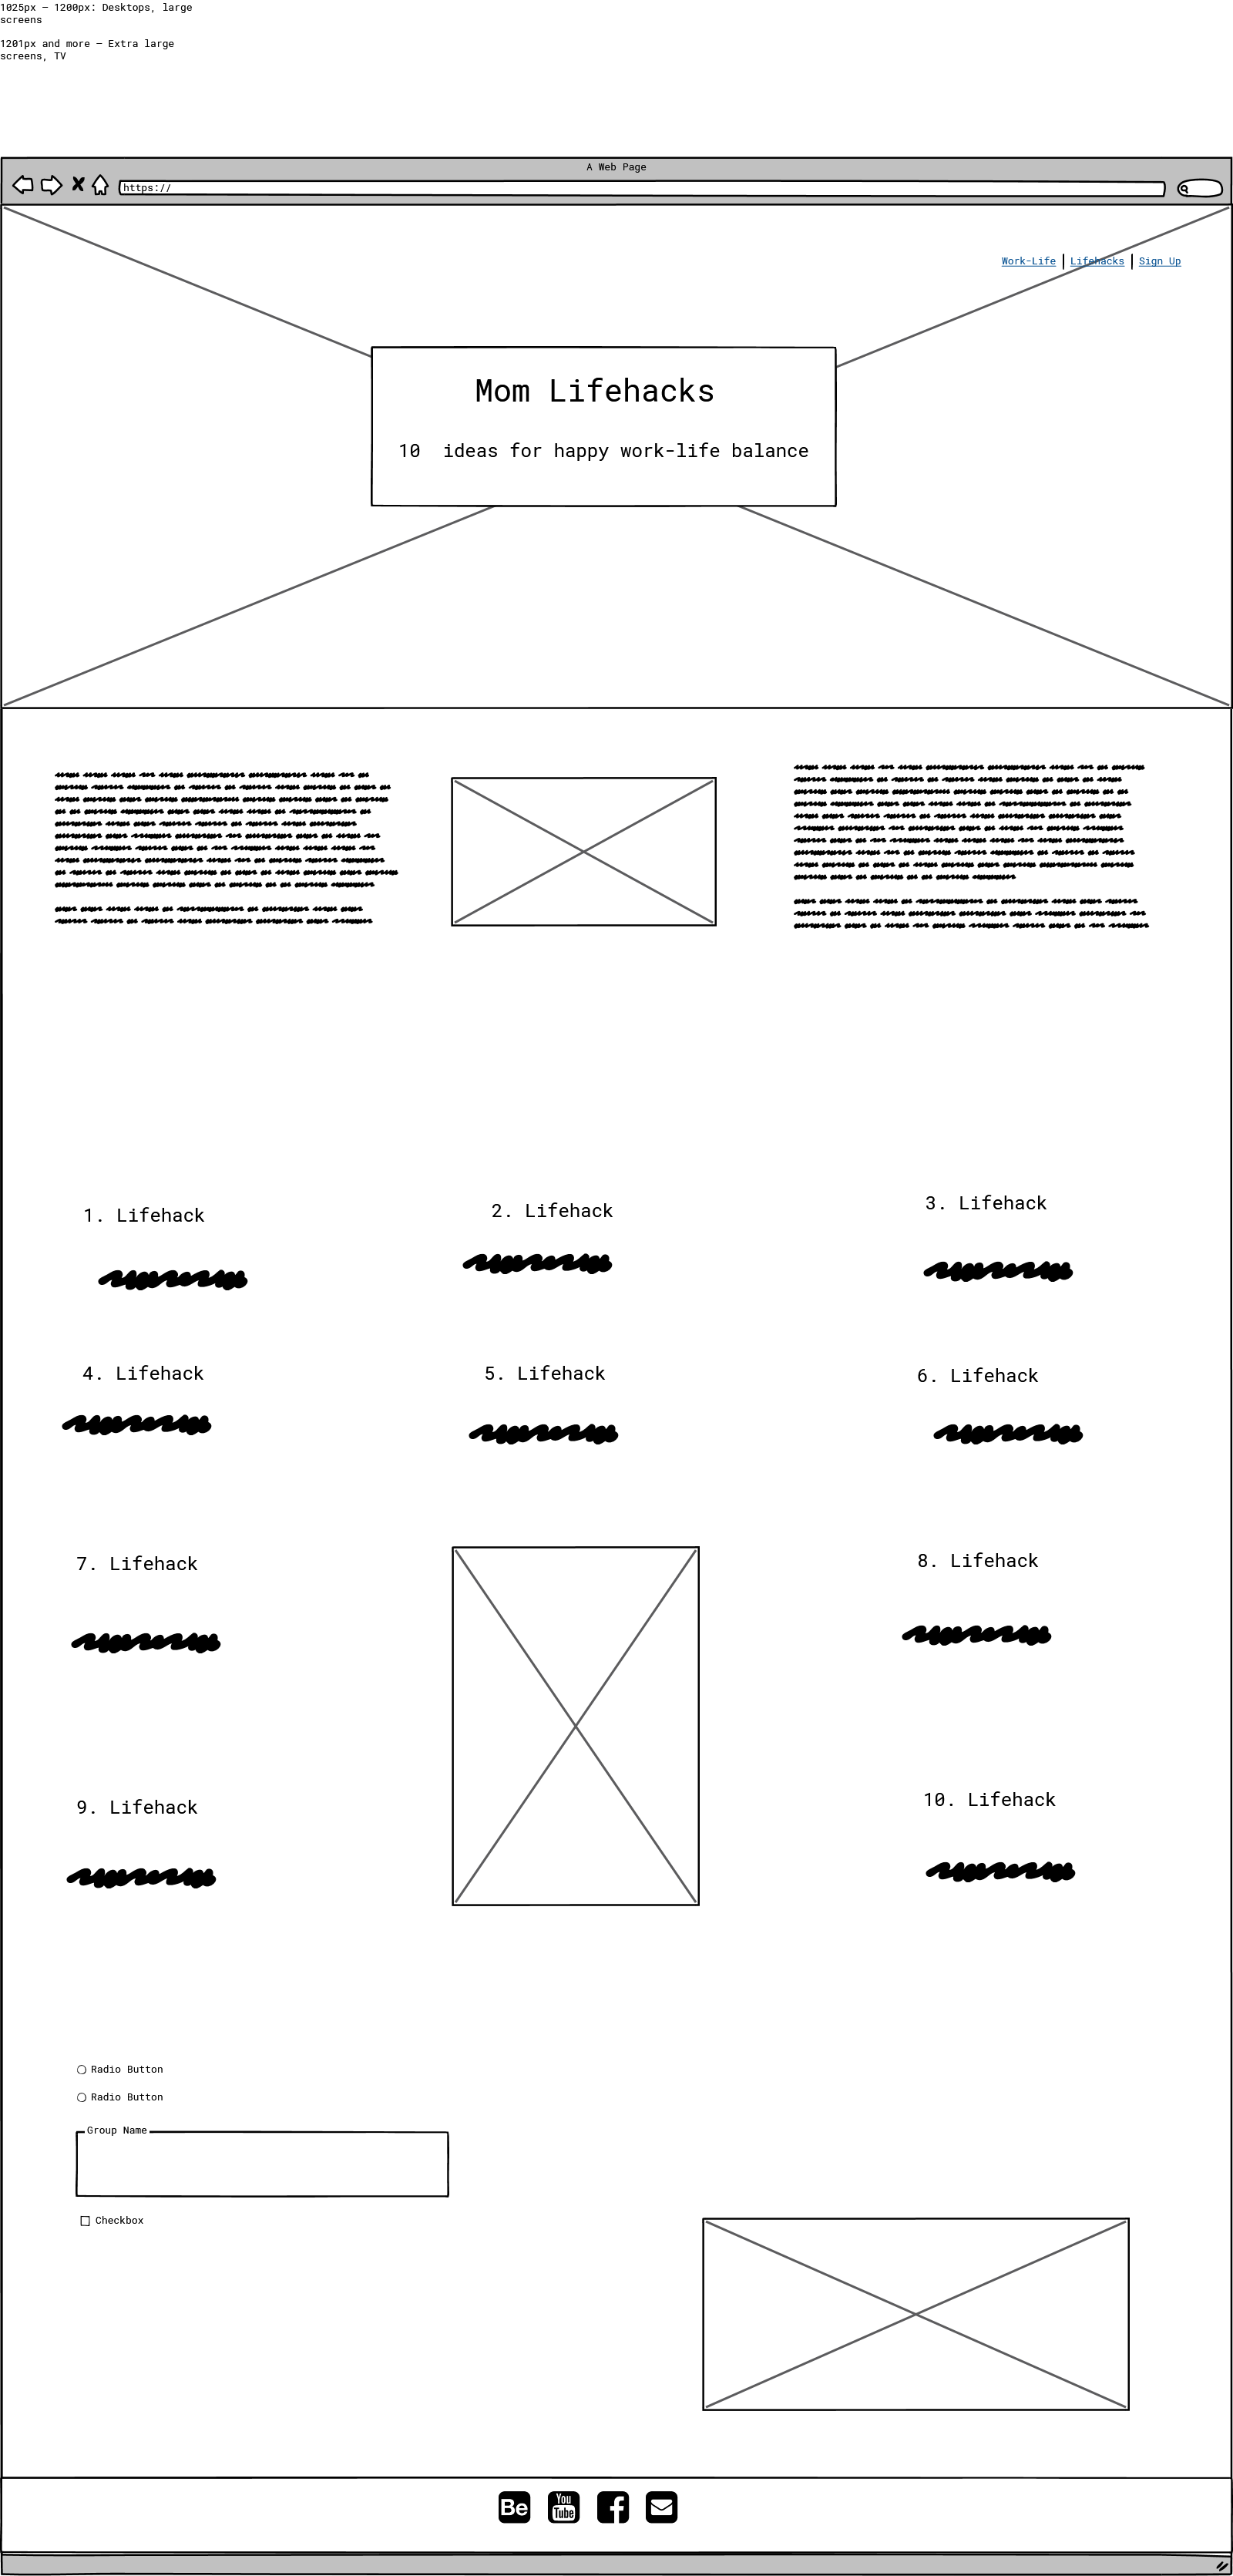 1025px — 1200px: Desktops, large
screens
1201px and more — Extra large
screens, TV
A Web Page
https://
Work-Life | Lifehacks | Sign Up
Mom Lifehacks
10  ideas for happy work-life balance
1. Lifehack
2. Lifehack
3. Lifehack
4. Lifehack
5. Lifehack
6. Lifehack
7. Lifehack
8. Lifehack
9. Lifehack
10. Lifehack
Radio Button
Radio Button
Group Name
Checkbox
Be
You
Tube
f